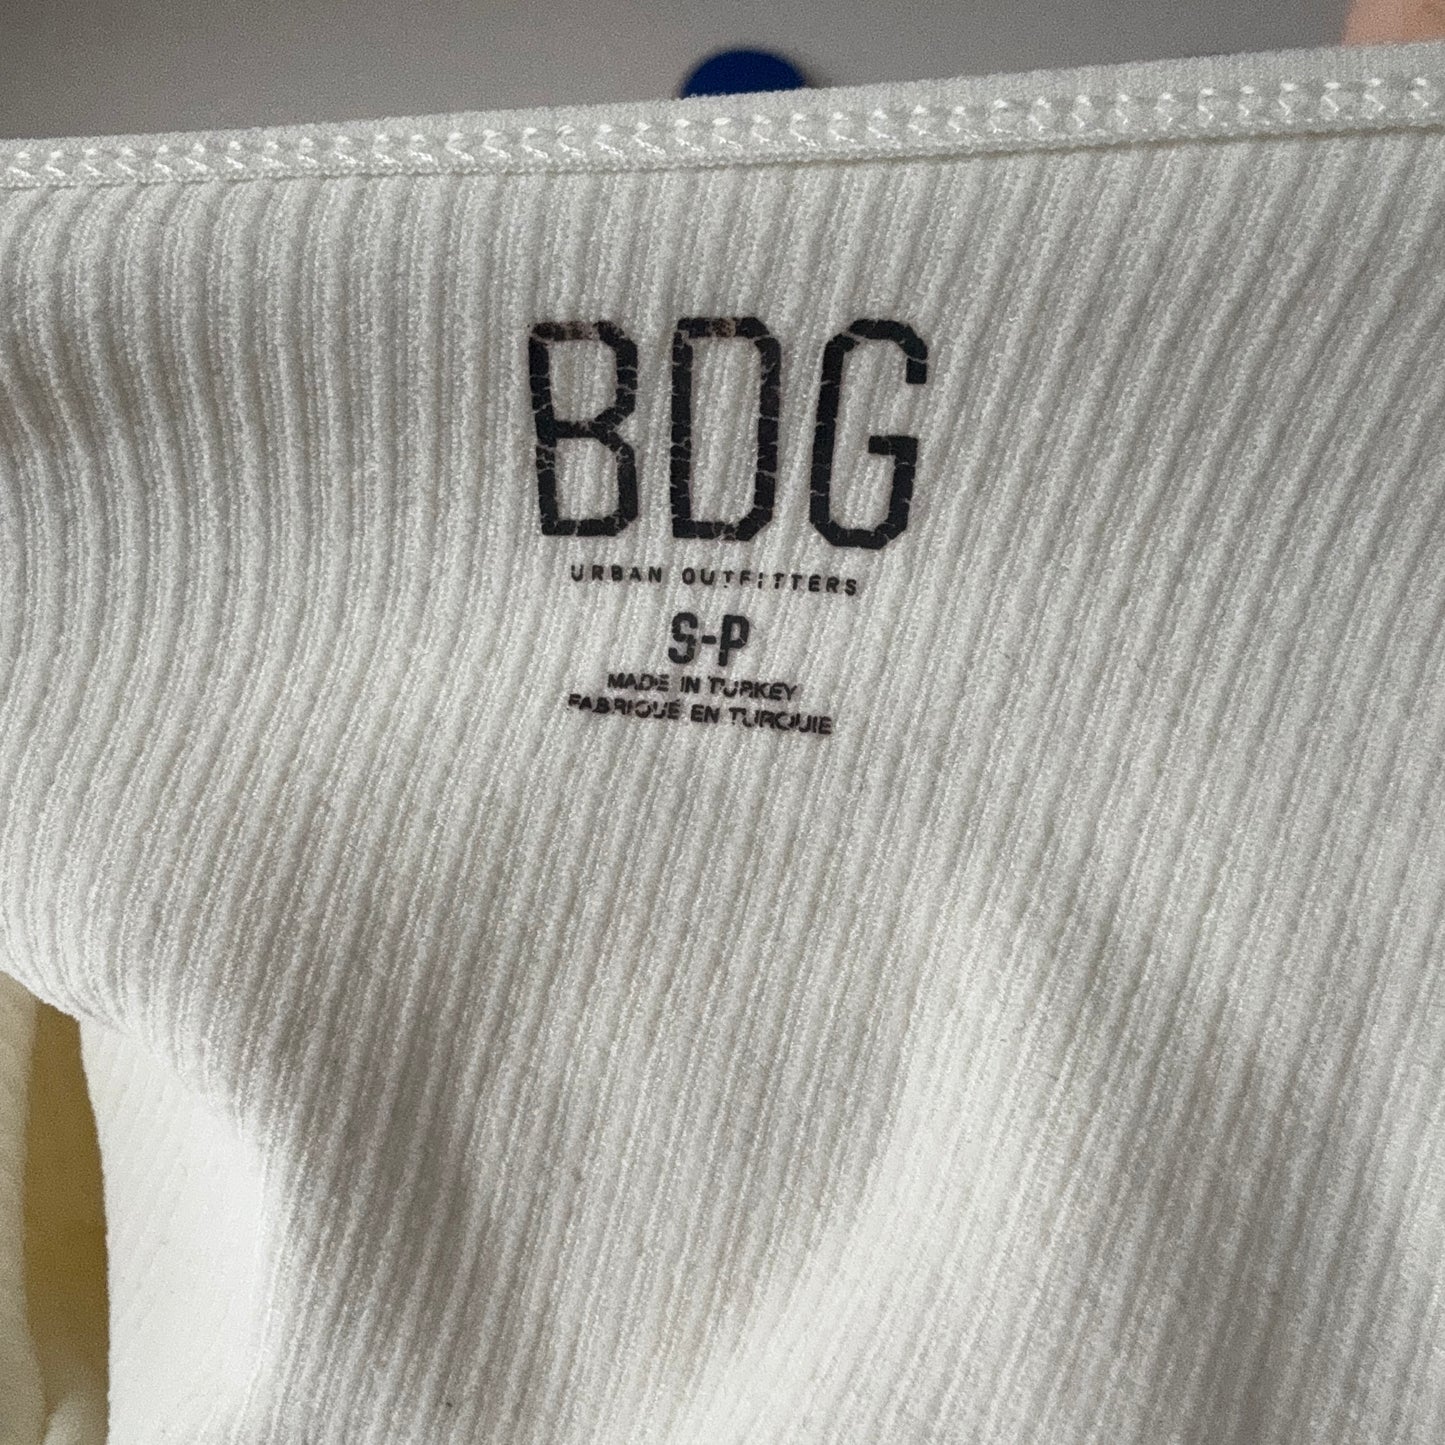 BDG
URBAN OUTFITTERS
S-P
MADE IN TURKEY
FABRIQUÉ EN TURQUIE